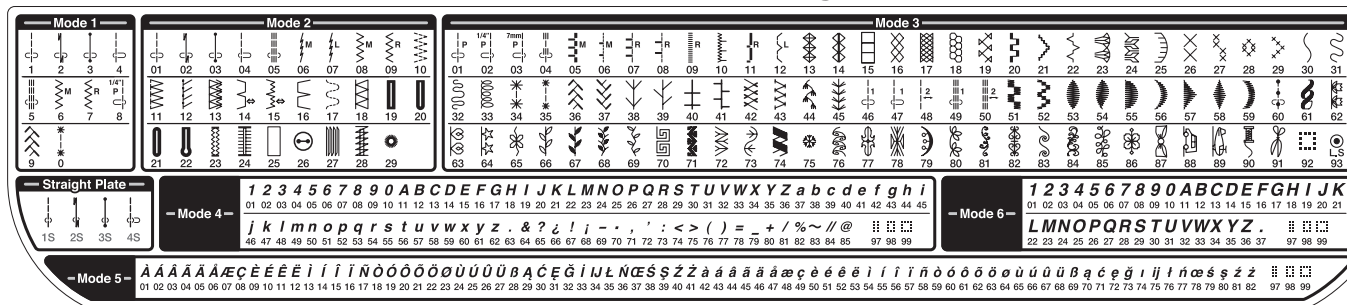 Mode 1
1 2 3 4
M R 1/4" P
5 6 7 8
9 0
Mode 2
M L M R
01 02 03 04 05 06 07 08 09 10
11 12 13 14 15 16 17 18 19 20
21 22 23 24 25 26 27 28 29
Mode 3
P 1/4" P 7mm P M M R R R R L
01 02 03 04 05 06 07 08 09 10 11 12 13 14 15 16 17 18 19 20 21 22 23 24 25 26 27 28 29 30 31
1 1 2 1 2
32 33 34 35 36 37 38 39 40 41 42 43 44 45 46 47 48 49 50 51 52 53 54 55 56 57 58 59 60 61 62
L.S
63 64 65 66 67 68 69 70 71 72 73 74 75 76 77 78 79 80 81 82 83 84 85 86 87 88 89 90 91 92 93
Straight Plate
1S 2S 3S 4S
Mode 4
1 2 3 4 5 6 7 8 9 0 A B C D E F G H I J K L M N O P Q R S T U V W X Y Z a b c d e f g h i
01 02 03 04 05 06 07 08 09 10 11 12 13 14 15 16 17 18 19 20 21 22 23 24 25 26 27 28 29 30 31 32 33 34 35 36 37 38 39 40 41 42 43 44 45
j k l m n o p q r s t u v w x y z . & ? ¿ ! ¡ – · , ' : < > ( ) = _ + / % ~ // @
46 47 48 49 50 51 52 53 54 55 56 57 58 59 60 61 62 63 64 65 66 67 68 69 70 71 72 73 74 75 76 77 78 79 80 81 82 83 84 85 97 98 99
Mode 6
1 2 3 4 5 6 7 8 9 0 A B C D E F G H I J K
01 02 03 04 05 06 07 08 09 10 11 12 13 14 15 16 17 18 19 20 21
L M N O P Q R S T U V W X Y Z .
22 23 24 25 26 27 28 29 30 31 32 33 34 35 36 37 97 98 99
Mode 5
À Á Â Ã Ä Å Æ Ç È É Ê Ë Ì Í Î Ï Ñ Ò Ó Ô Õ Ö Ø Ù Ú Û Ü ß Ą Ć Ę Ğ İ IJ Ł Ń Œ Ś Ş Ź Ż à á â ã ä å æ ç è é ê ë ì í î ï ñ ò ó ô õ ö ø ù ú û ü ą ć ę ğ ı ij ł ń œ ś ş ź ż
01 02 03 04 05 06 07 08 09 10 11 12 13 14 15 16 17 18 19 20 21 22 23 24 25 26 27 28 29 30 31 32 33 34 35 36 37 38 39 40 41 42 43 44 45 46 47 48 49 50 51 52 53 54 55 56 57 58 59 60 61 62 63 64 65 66 67 68 69 70 71 72 73 74 75 76 77 78 79 80 81 82 97 98 99